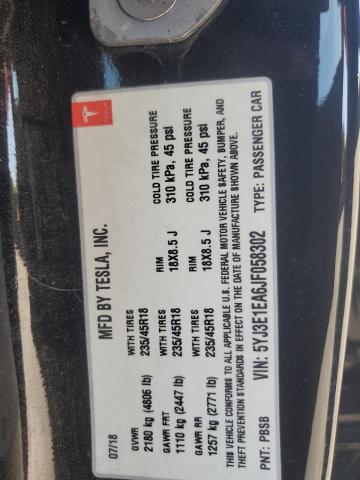 TESLA
MFD BY TESLA, INC.
07/18
GVWR WITH TIRES RIM COLD TIRE PRESSURE
2180 kg (4806 lb) 235/45R18 18X8.5 J 310 kPa, 45 psi
GAWR FRT WITH TIRES RIM COLD TIRE PRESSURE
1110 kg (2447 lb) 235/45R18 18X8.5 J 310 kPa, 45 psi
GAWR RR
1257 kg (2771 lb)
THIS VEHICLE CONFORMS TO ALL APPLICABLE U.S. FEDERAL MOTOR VEHICLE SAFETY, BUMPER, AND
THEFT PREVENTION STANDARDS IN EFFECT ON THE DATE OF MANUFACTURE SHOWN ABOVE.
VIN: 5YJ3E1EA6JF058302
PNT: PBSB TYPE: PASSENGER CAR